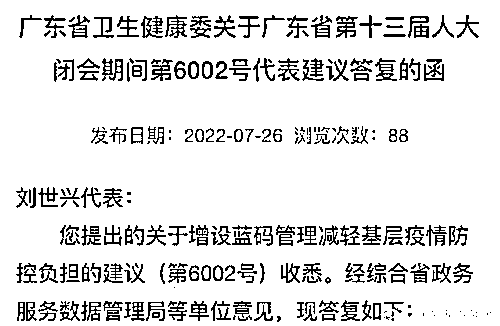 广东省卫生健康委关于广东省第十三届人大
闭会期间第6002号代表建议答复的函
发布日期：2022-07-26 浏览次数：88
刘世兴代表：
您提出的关于增设蓝码管理减轻基层疫情防
控负担的建议（第6002号）收悉。经综合省政务
服务数据管理局等单位意见，现答复如下：